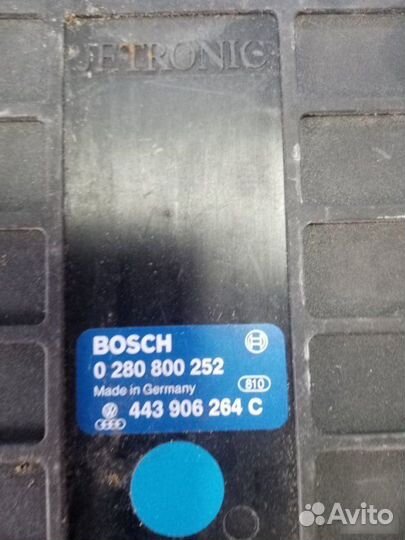 JETRONIC
BOSCH
0 280 800 252
Made in Germany 810
443 906 264 C
Avito